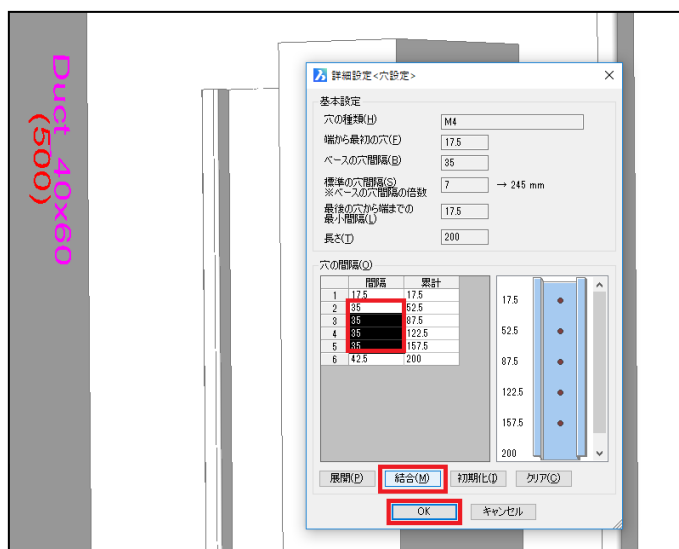 Duct_40x60
(500)
詳細設定<穴設定>
基本設定
穴の種類(H) M4
端から最初の穴(F) 17.5
ベースの穴間隔(B) 35
標準の穴間隔(S) 7 → 245 mm
※ベースの穴間隔の倍数
最後の穴から端までの 17.5
最小間隔(L)
長さ(T) 200
穴の間隔(O)
間隔 累計
1 17.5 17.5
2 35 52.5
3 35 87.5
4 35 122.5
5 35 157.5
6 42.5 200
17.5
52.5
87.5
122.5
157.5
200
展開(P) 結合(M) 初期化(I) クリア(C)
OK キャンセル